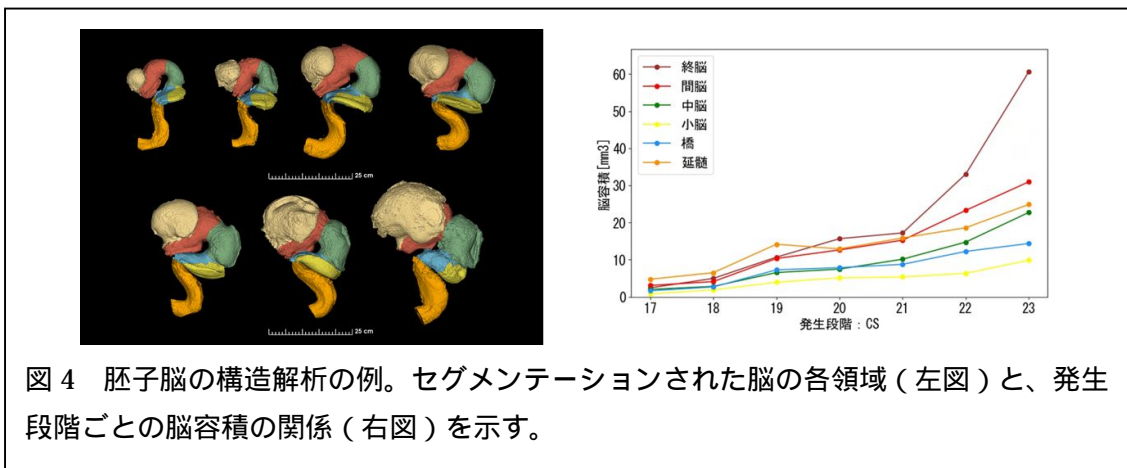 25 cm
25 cm
終脳
間脳
中脳
小脳
橋
延髄
脳容積[mm3]
60
50
40
30
20
10
0
17 18 19 20 21 22 23
発生段階：CS
図 4　胚子脳の構造解析の例。セグメンテーションされた脳の各領域（左図）と、発生
段階ごとの脳容積の関係（右図）を示す。